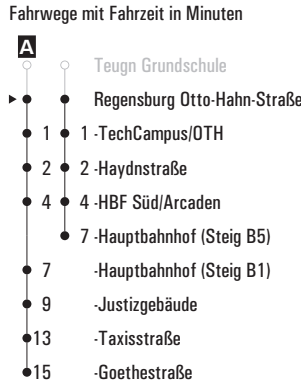 Fahrwege mit Fahrzeit in Minuten
A
Teugn Grundschule
Regensburg Otto-Hahn-Straße
1 1 -TechCampus/OTH
2 2 -Haydnstraße
4 4 -HBF Süd/Arcaden
7 -Hauptbahnhof (Steig B5)
7 -Hauptbahnhof (Steig B1)
9 -Justizgebäude
13 -Taxisstraße
15 -Goethestraße